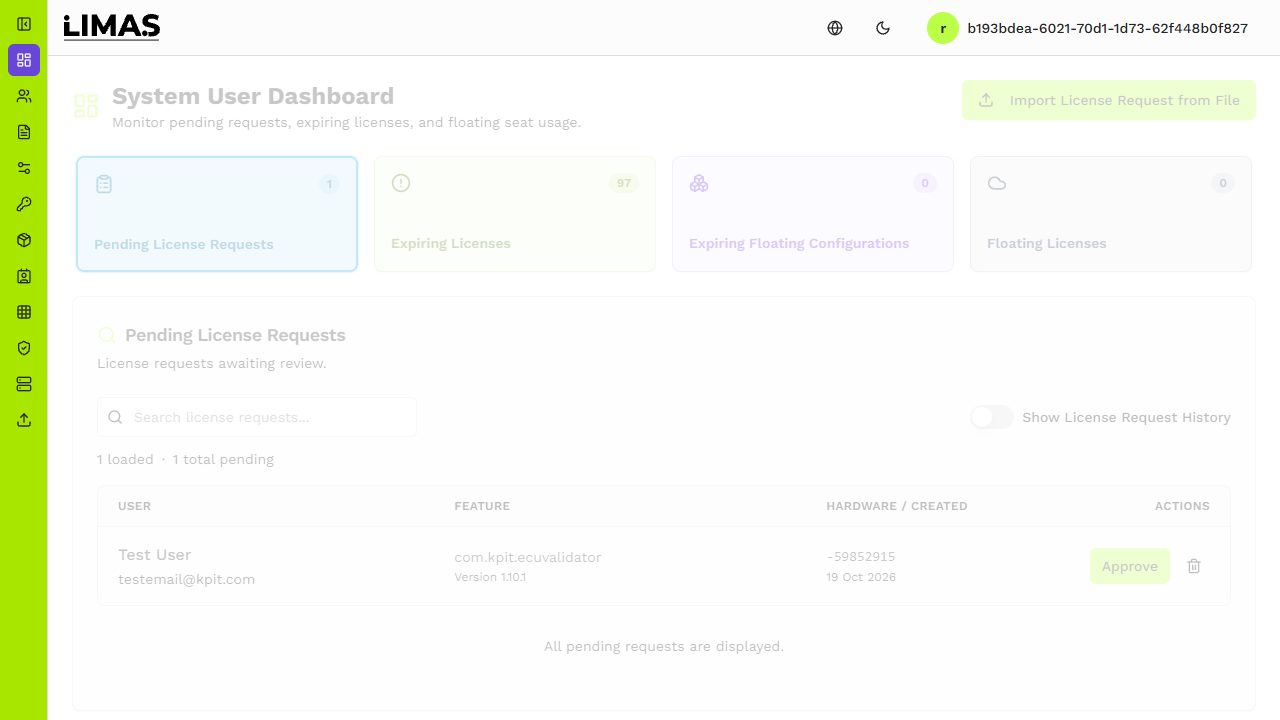 LIMAS
r
b193bdea-6021-70d1-1d73-62f448b0f827
System User Dashboard
Monitor pending requests, expiring licenses, and floating seat usage.
Import License Request from File
1
97
0
0
Pending License Requests
Expiring Licenses
Expiring Floating Configurations
Floating Licenses
Pending License Requests
License requests awaiting review.
Search license requests...
Show License Request History
1 loaded · 1 total pending
USER FEATURE HARDWARE / CREATED ACTIONS
Test User
testemail@kpit.com
com.kpit.ecuvalidator
Version 1.10.1
-59852915
19 Oct 2026
Approve
All pending requests are displayed.